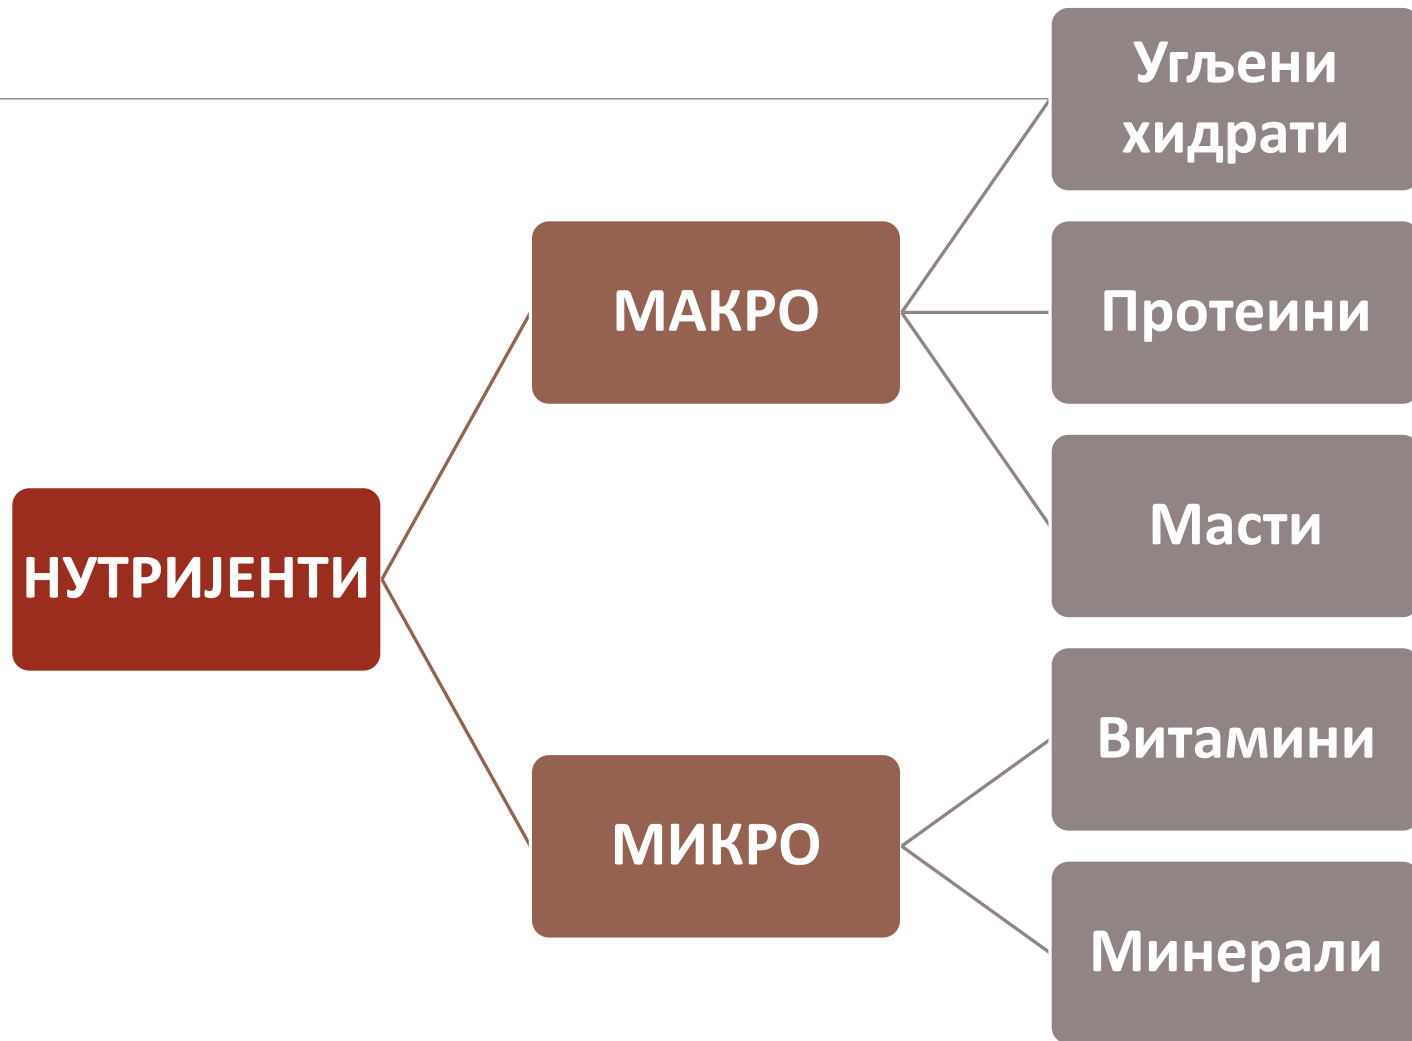 НУТРИЈЕНТИ
МАКРО
Угљени
хидрати
Протеини
Масти
МИКРО
Витамини
Минерали